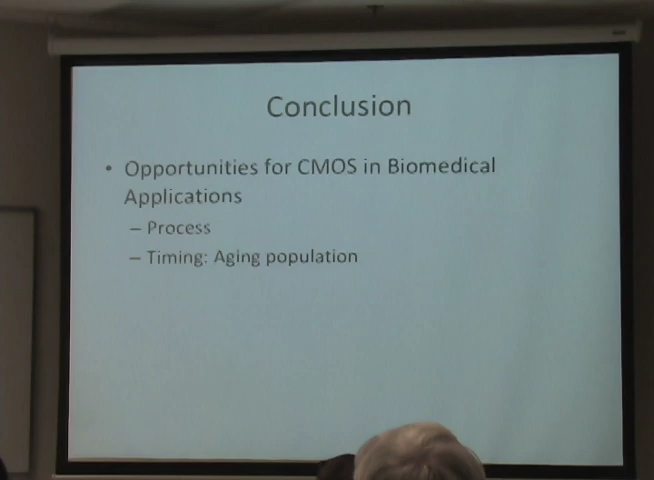 Conclusion
• Opportunities for CMOS in Biomedical
Applications
– Process
– Timing: Aging population